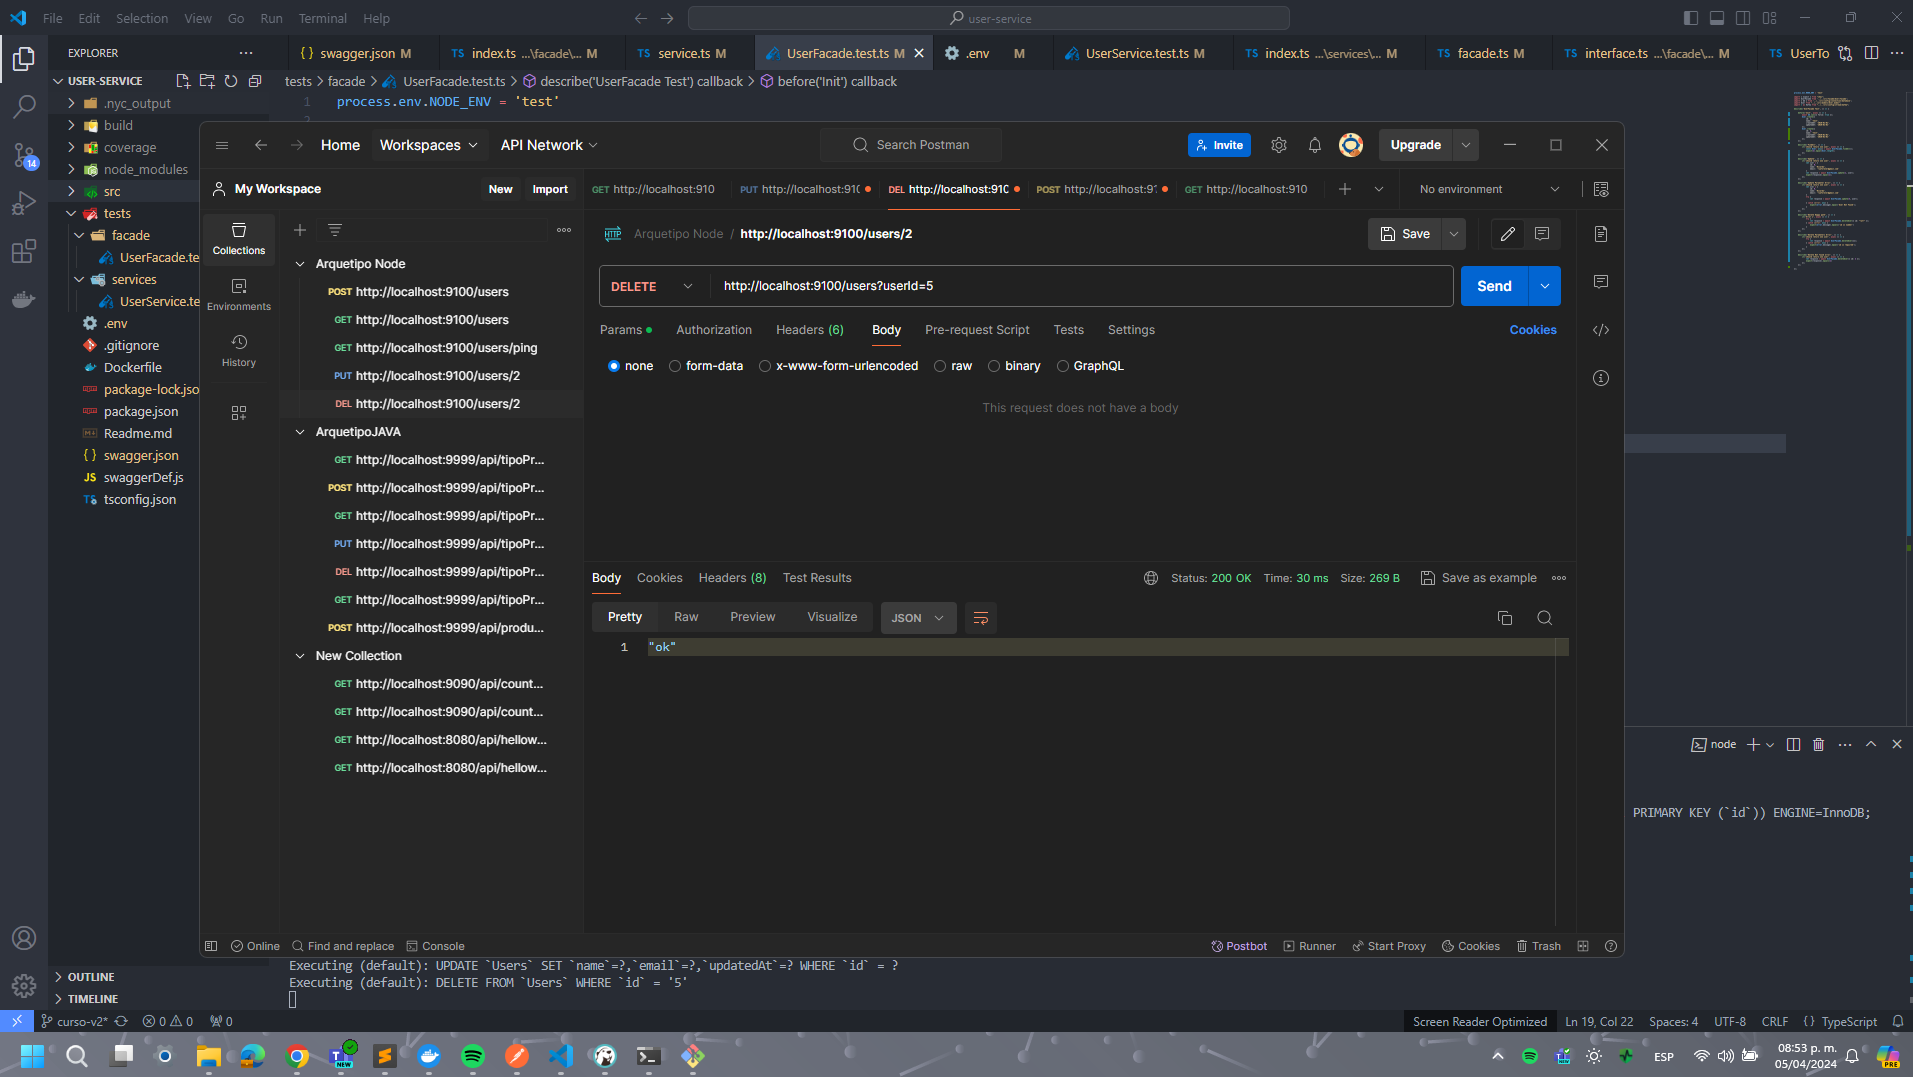 File Edit Selection View Go Run Terminal Help
user-service
EXPLORER
swagger.json M
TS index.ts ...\facade\... M
TS service.ts M
UserFacade.test.ts M
.env M
UserService.test.ts M
TS index.ts ...\services\... M
TS facade.ts M
TS interface.ts ...\facade\... M
TS UserTo
USER-SERVICE
tests > facade > UserFacade.test.ts > describe('UserFacade Test') callback > before('Init') callback
.nyc_output
build
coverage
node_modules
src
tests
facade
UserFacade.te
services
UserService.te
.env
.gitignore
Dockerfile
package-lock.jso
package.json
Readme.md
{ } swagger.json
JS swaggerDef.js
TS tsconfig.json
OUTLINE
TIMELINE
1 process.env.NODE_ENV = 'test'
2
Home Workspaces API Network
Search Postman
Invite
Upgrade
My Workspace
New Import
GET http://localhost:910
PUT http://localhost:910
DEL http://localhost:910
POST http://localhost:91
GET http://localhost:910
No environment
Collections
Environments
History
Arquetipo Node
POST http://localhost:9100/users
GET http://localhost:9100/users
GET http://localhost:9100/users/ping
PUT http://localhost:9100/users/2
DEL http://localhost:9100/users/2
ArquetipoJAVA
GET http://localhost:9999/api/tipoPr...
POST http://localhost:9999/api/tipoPr...
GET http://localhost:9999/api/tipoPr...
PUT http://localhost:9999/api/tipoPr...
DEL http://localhost:9999/api/tipoPr...
GET http://localhost:9999/api/tipoPr...
POST http://localhost:9999/api/produ...
New Collection
GET http://localhost:9090/api/count...
GET http://localhost:9090/api/count...
GET http://localhost:8080/api/hellow...
GET http://localhost:8080/api/hellow...
HTTP Arquetipo Node / http://localhost:9100/users/2
Save
DELETE http://localhost:9100/users?userId=5
Send
Params Authorization Headers (6) Body Pre-request Script Tests Settings
Cookies
none form-data x-www-form-urlencoded raw binary GraphQL
This request does not have a body
Body Cookies Headers (8) Test Results
Status: 200 OK Time: 30 ms Size: 269 B
Save as example
Pretty Raw Preview Visualize JSON
1 "ok"
Online Find and replace Console
Postbot Runner Start Proxy Cookies Trash
node
PRIMARY KEY (`id`)) ENGINE=InnoDB;
Executing (default): UPDATE `Users` SET `name`=?,`email`=?,`updatedAt`=? WHERE `id` = ?
Executing (default): DELETE FROM `Users` WHERE `id` = '5'
14
curso-v2* 0 0 0
Screen Reader Optimized Ln 19, Col 22 Spaces: 4 UTF-8 CRLF { } TypeScript
NEW
ESP
08:53 p. m.
05/04/2024
PRE